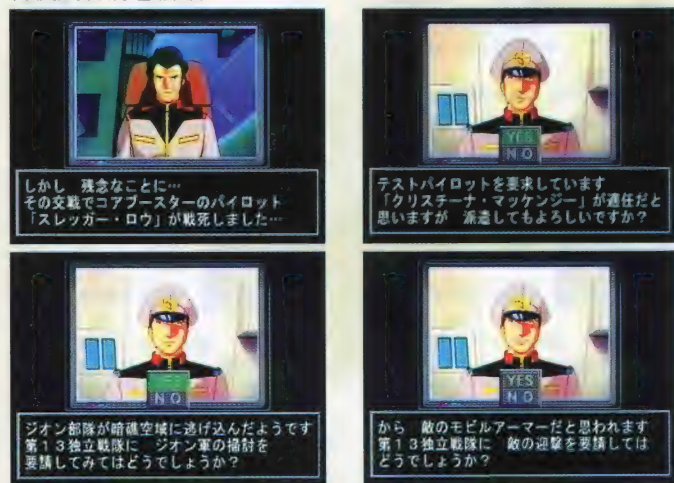 しかし 残念なことに…
その交戦でコアブースターのパイロット
「スレッガー・ロウ」が戦死しました…
YES
NO
テストパイロットを要求しています
「クリスチーナ・マッケンジー」が適任だと
思いますが 派遣してもよろしいですか?
NO
ジオン部隊が暗礁空域に逃げ込んだようです
第13独立戦隊に ジオン軍の掃討を
要請してみてはどうでしょうか?
YES
NO
から 敵のモビルアーマーだと思われます
第13独立戦隊に 敵の迎撃を要請しては
どうでしょうか?